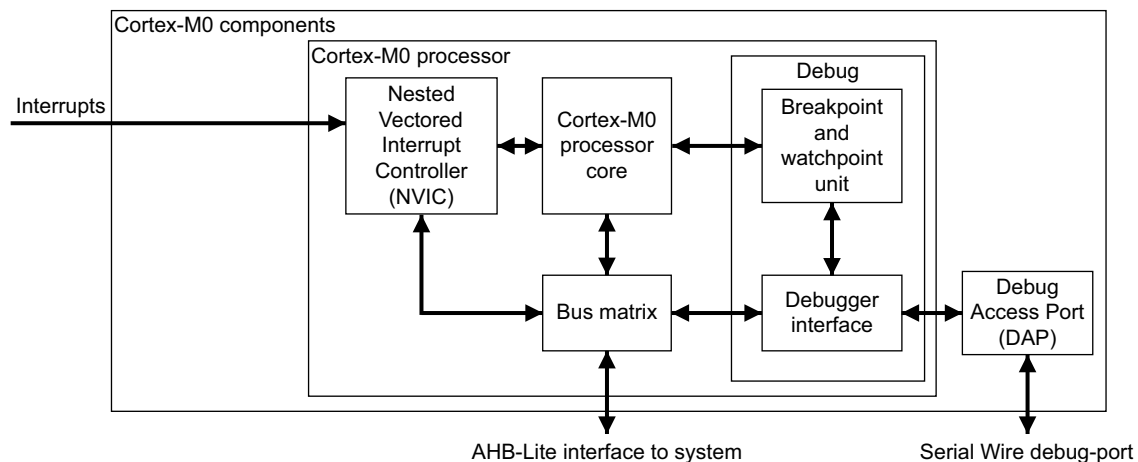 Cortex-M0 components
Cortex-M0 processor
Debug
Interrupts
Nested
Vectored
Interrupt
Controller
(NVIC)
Cortex-M0
processor
core
Breakpoint
and
watchpoint
unit
Bus matrix
Debugger
interface
Debug
Access Port
(DAP)
AHB-Lite interface to system
Serial Wire debug-port